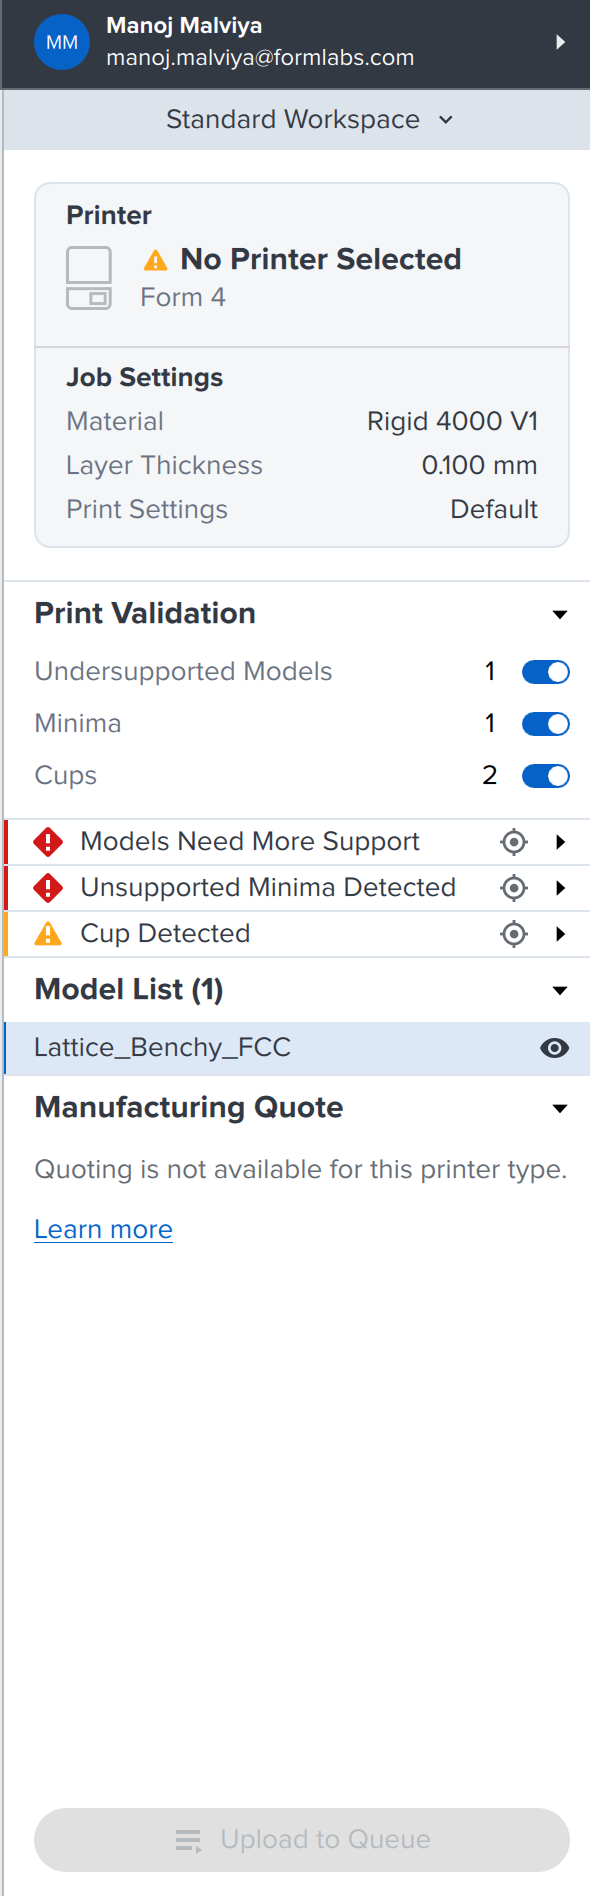 MM
Manoj Malviya
manoj.malviya@formlabs.com
Standard Workspace
Printer
No Printer Selected
Form 4
Job Settings
Material Rigid 4000 V1
Layer Thickness 0.100 mm
Print Settings Default
Print Validation
Undersupported Models 1
Minima 1
Cups 2
Models Need More Support
Unsupported Minima Detected
Cup Detected
Model List (1)
Lattice_Benchy_FCC
Manufacturing Quote
Quoting is not available for this printer type.
Learn more
Upload to Queue